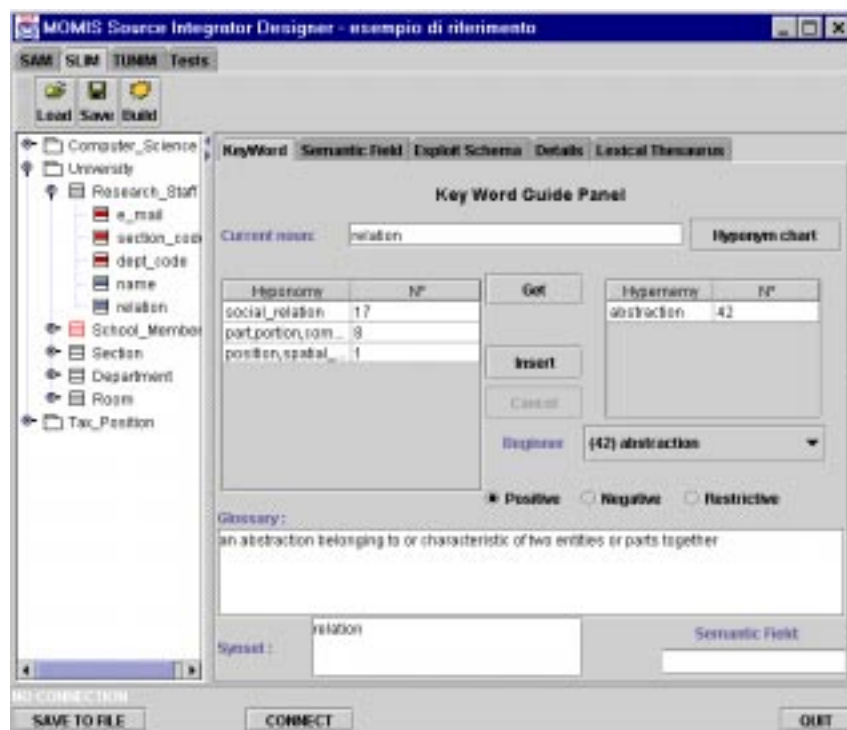 MOMIS Source Integrator Designer - esempio di riferimento
SAM SLIM TUNIM Tests
Load Save Build
Computer_Science
University
Research_Staff
e_mail
section_code
dept_code
name
relation
School_Member
Section
Department
Room
Tax_Position
KeyWord Semantic Field Exploit Schema Details Lexical Thesaurus
Key Word Guide Panel
Current noun: relation Hyponym chart
Hyponomy N°
social_relation 17
part,portion,com... 8
position,spatial_... 1
Get
Insert
Cancel
Hypernemy N°
abstraction 42
Beginner (42) abstraction
Positive Negative Restrictive
Glossary :
an abstraction belonging to or characteristic of two entities or parts together
Synset : relation
Semantic Field:
NO CONNECTION
SAVE TO FILE CONNECT QUIT